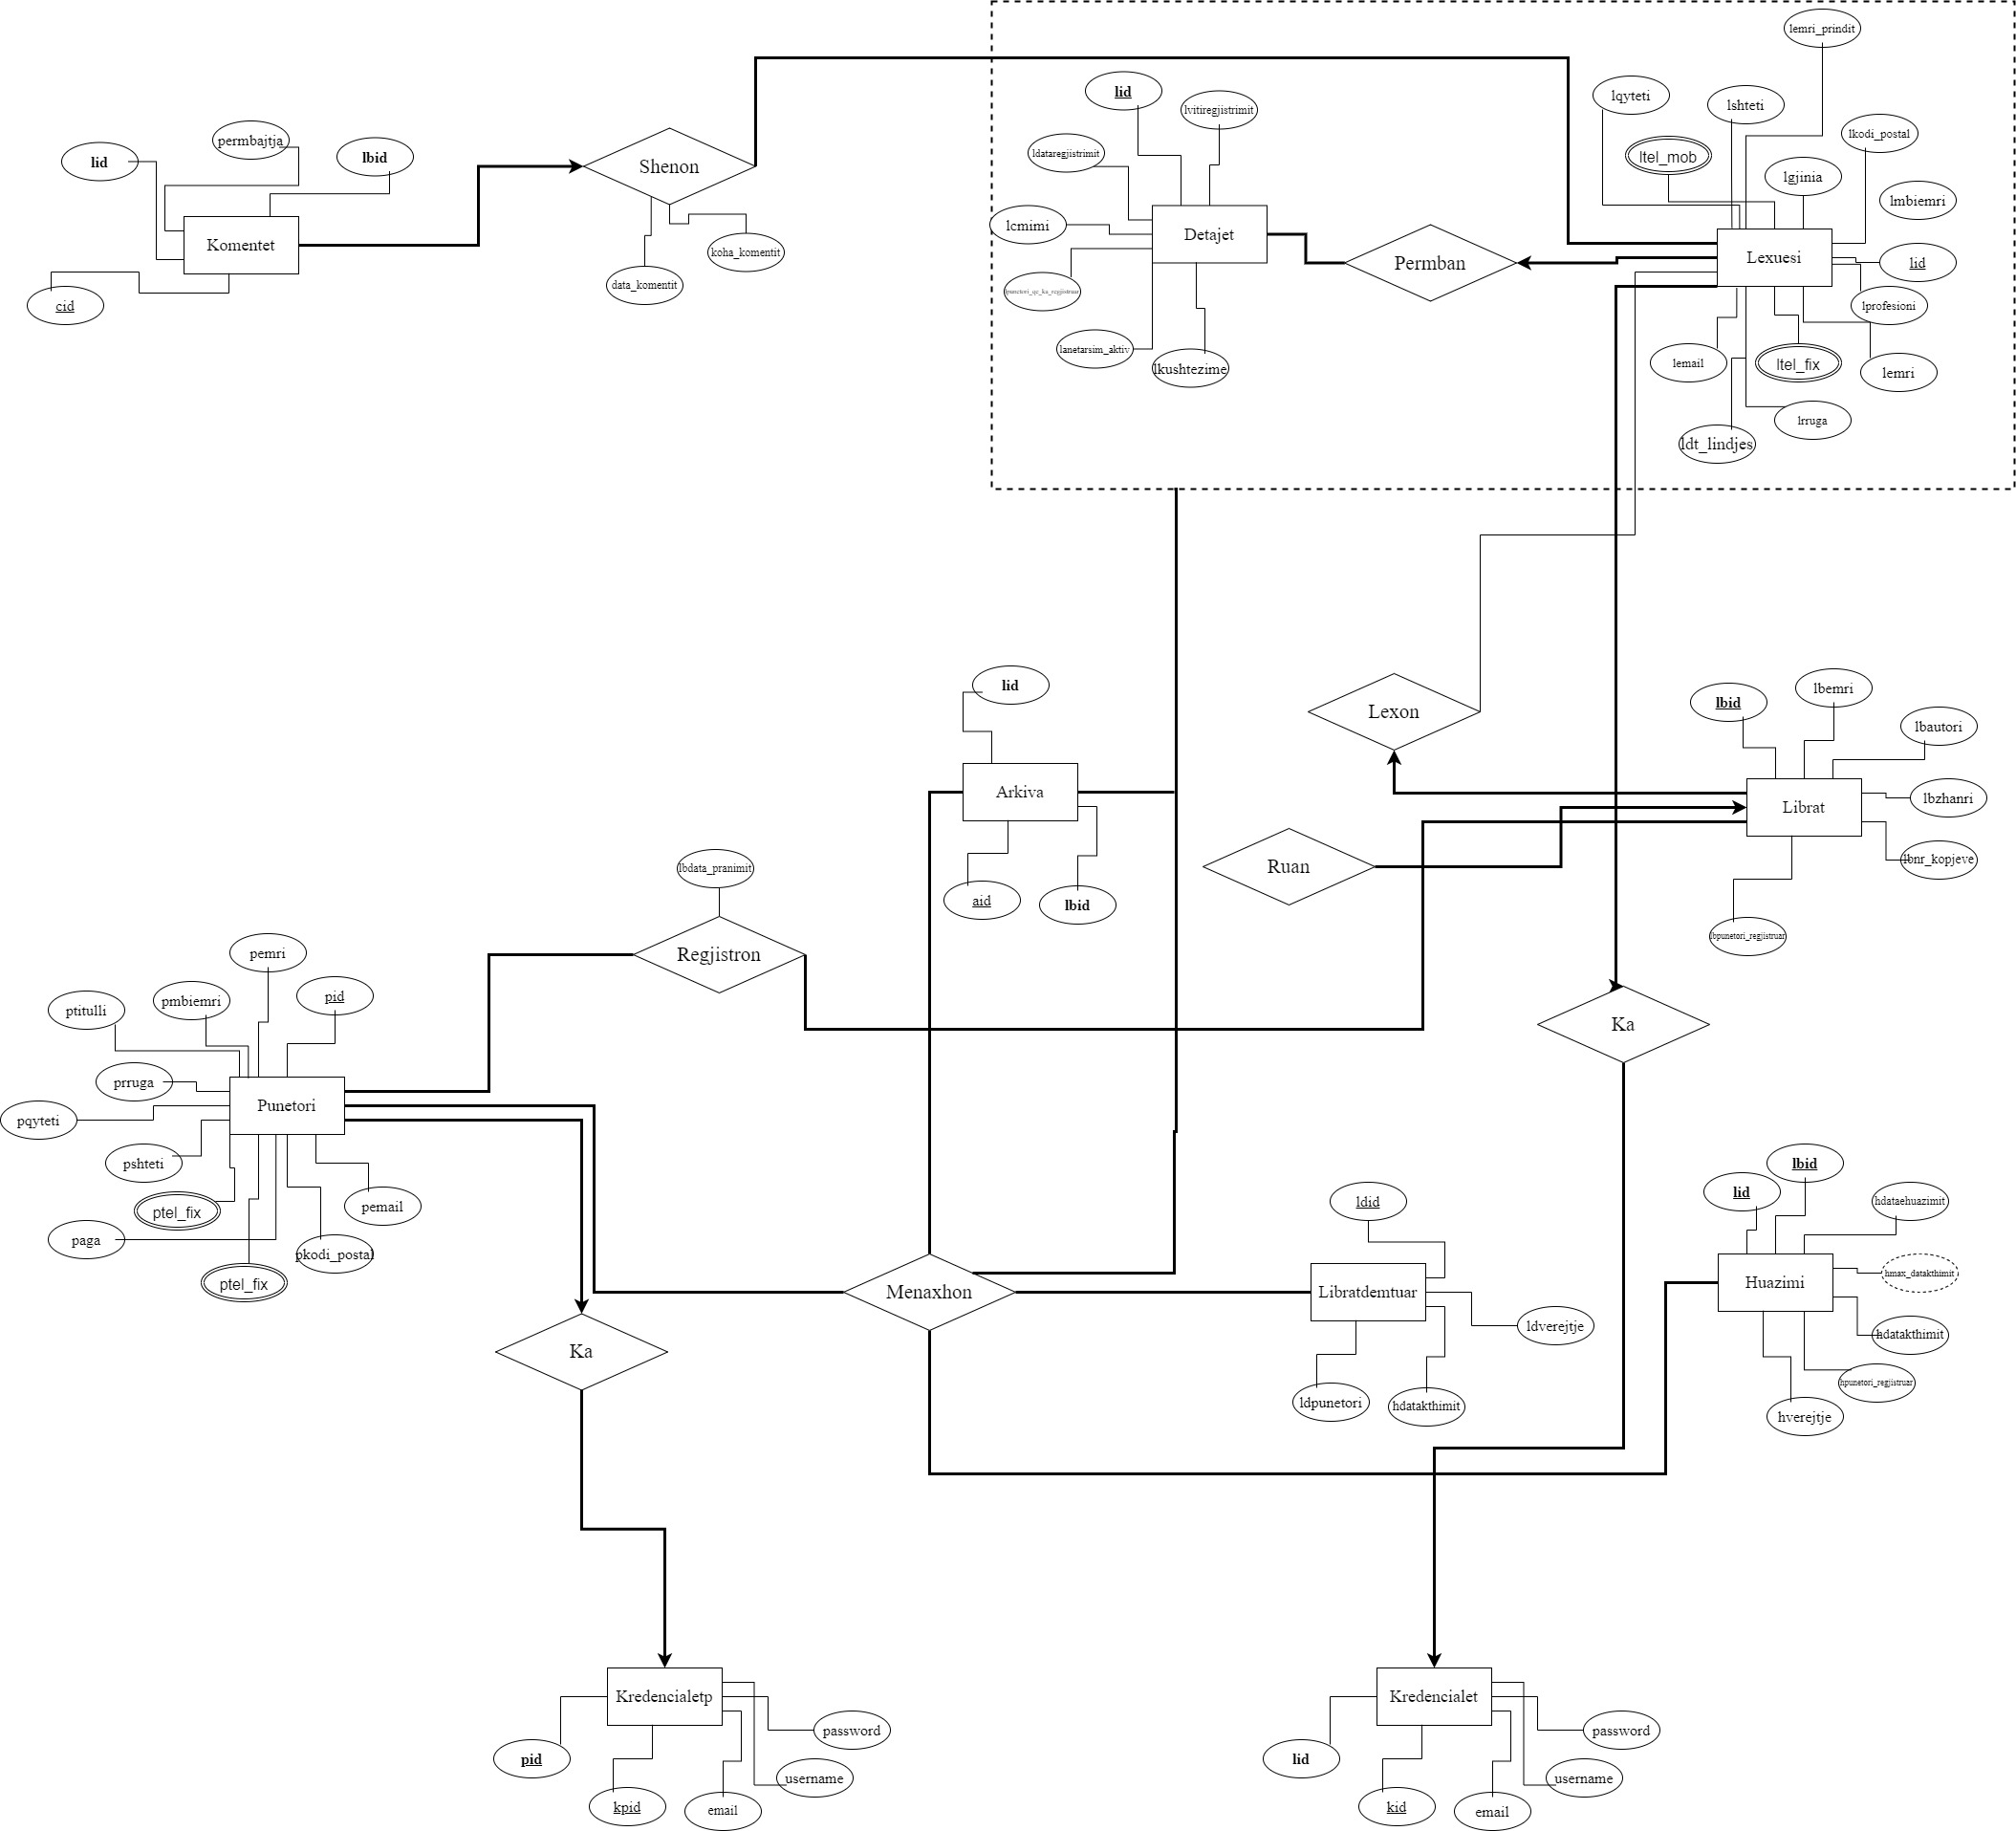 lemri_prindit
lqyteti
lshteti
lid
lvitiregjistrimit
lkodi_postal
permbajtja
lid
lbid
Shenon
ldataregjistrimit
ltel_mob
lgjinia
lmbiemri
lcmimi
Detajet
Komentet
koha_komentit
Permban
Lexuesi
lid
data_komentit
lpunetori_qe_ka_regjistruar
cid
lprofesioni
lanetarsim_aktiv
lkushtezime
lemail
ltel_fix
lemri
lrruga
ldt_lindjes
lid
Lexon
lbid
lbemri
lbautori
Arkiva
lbzhanri
Librat
Ruan
lbnr_kopjeve
lbdata_pranimit
aid
lbid
lbpunetori_regjistruar
Regjistron
pemri
pid
pmbiemri
ptitulli
Ka
prruga
Punetori
pqyteti
pshteti
ptel_fix
pemail
paga
pkodi_postal
ptel_fix
lbid
lid
ldid
hdataehuazimit
hmax_datakthimit
Huazimi
Menaxhon
Libratdemtuar
ldverejtje
hdatakthimit
Ka
hpunetori_regjistruar
ldpunetori
hdatakthimit
hverejtje
Kredencialetp
password
pid
username
kpid
email
Kredencialet
password
lid
username
kid
email